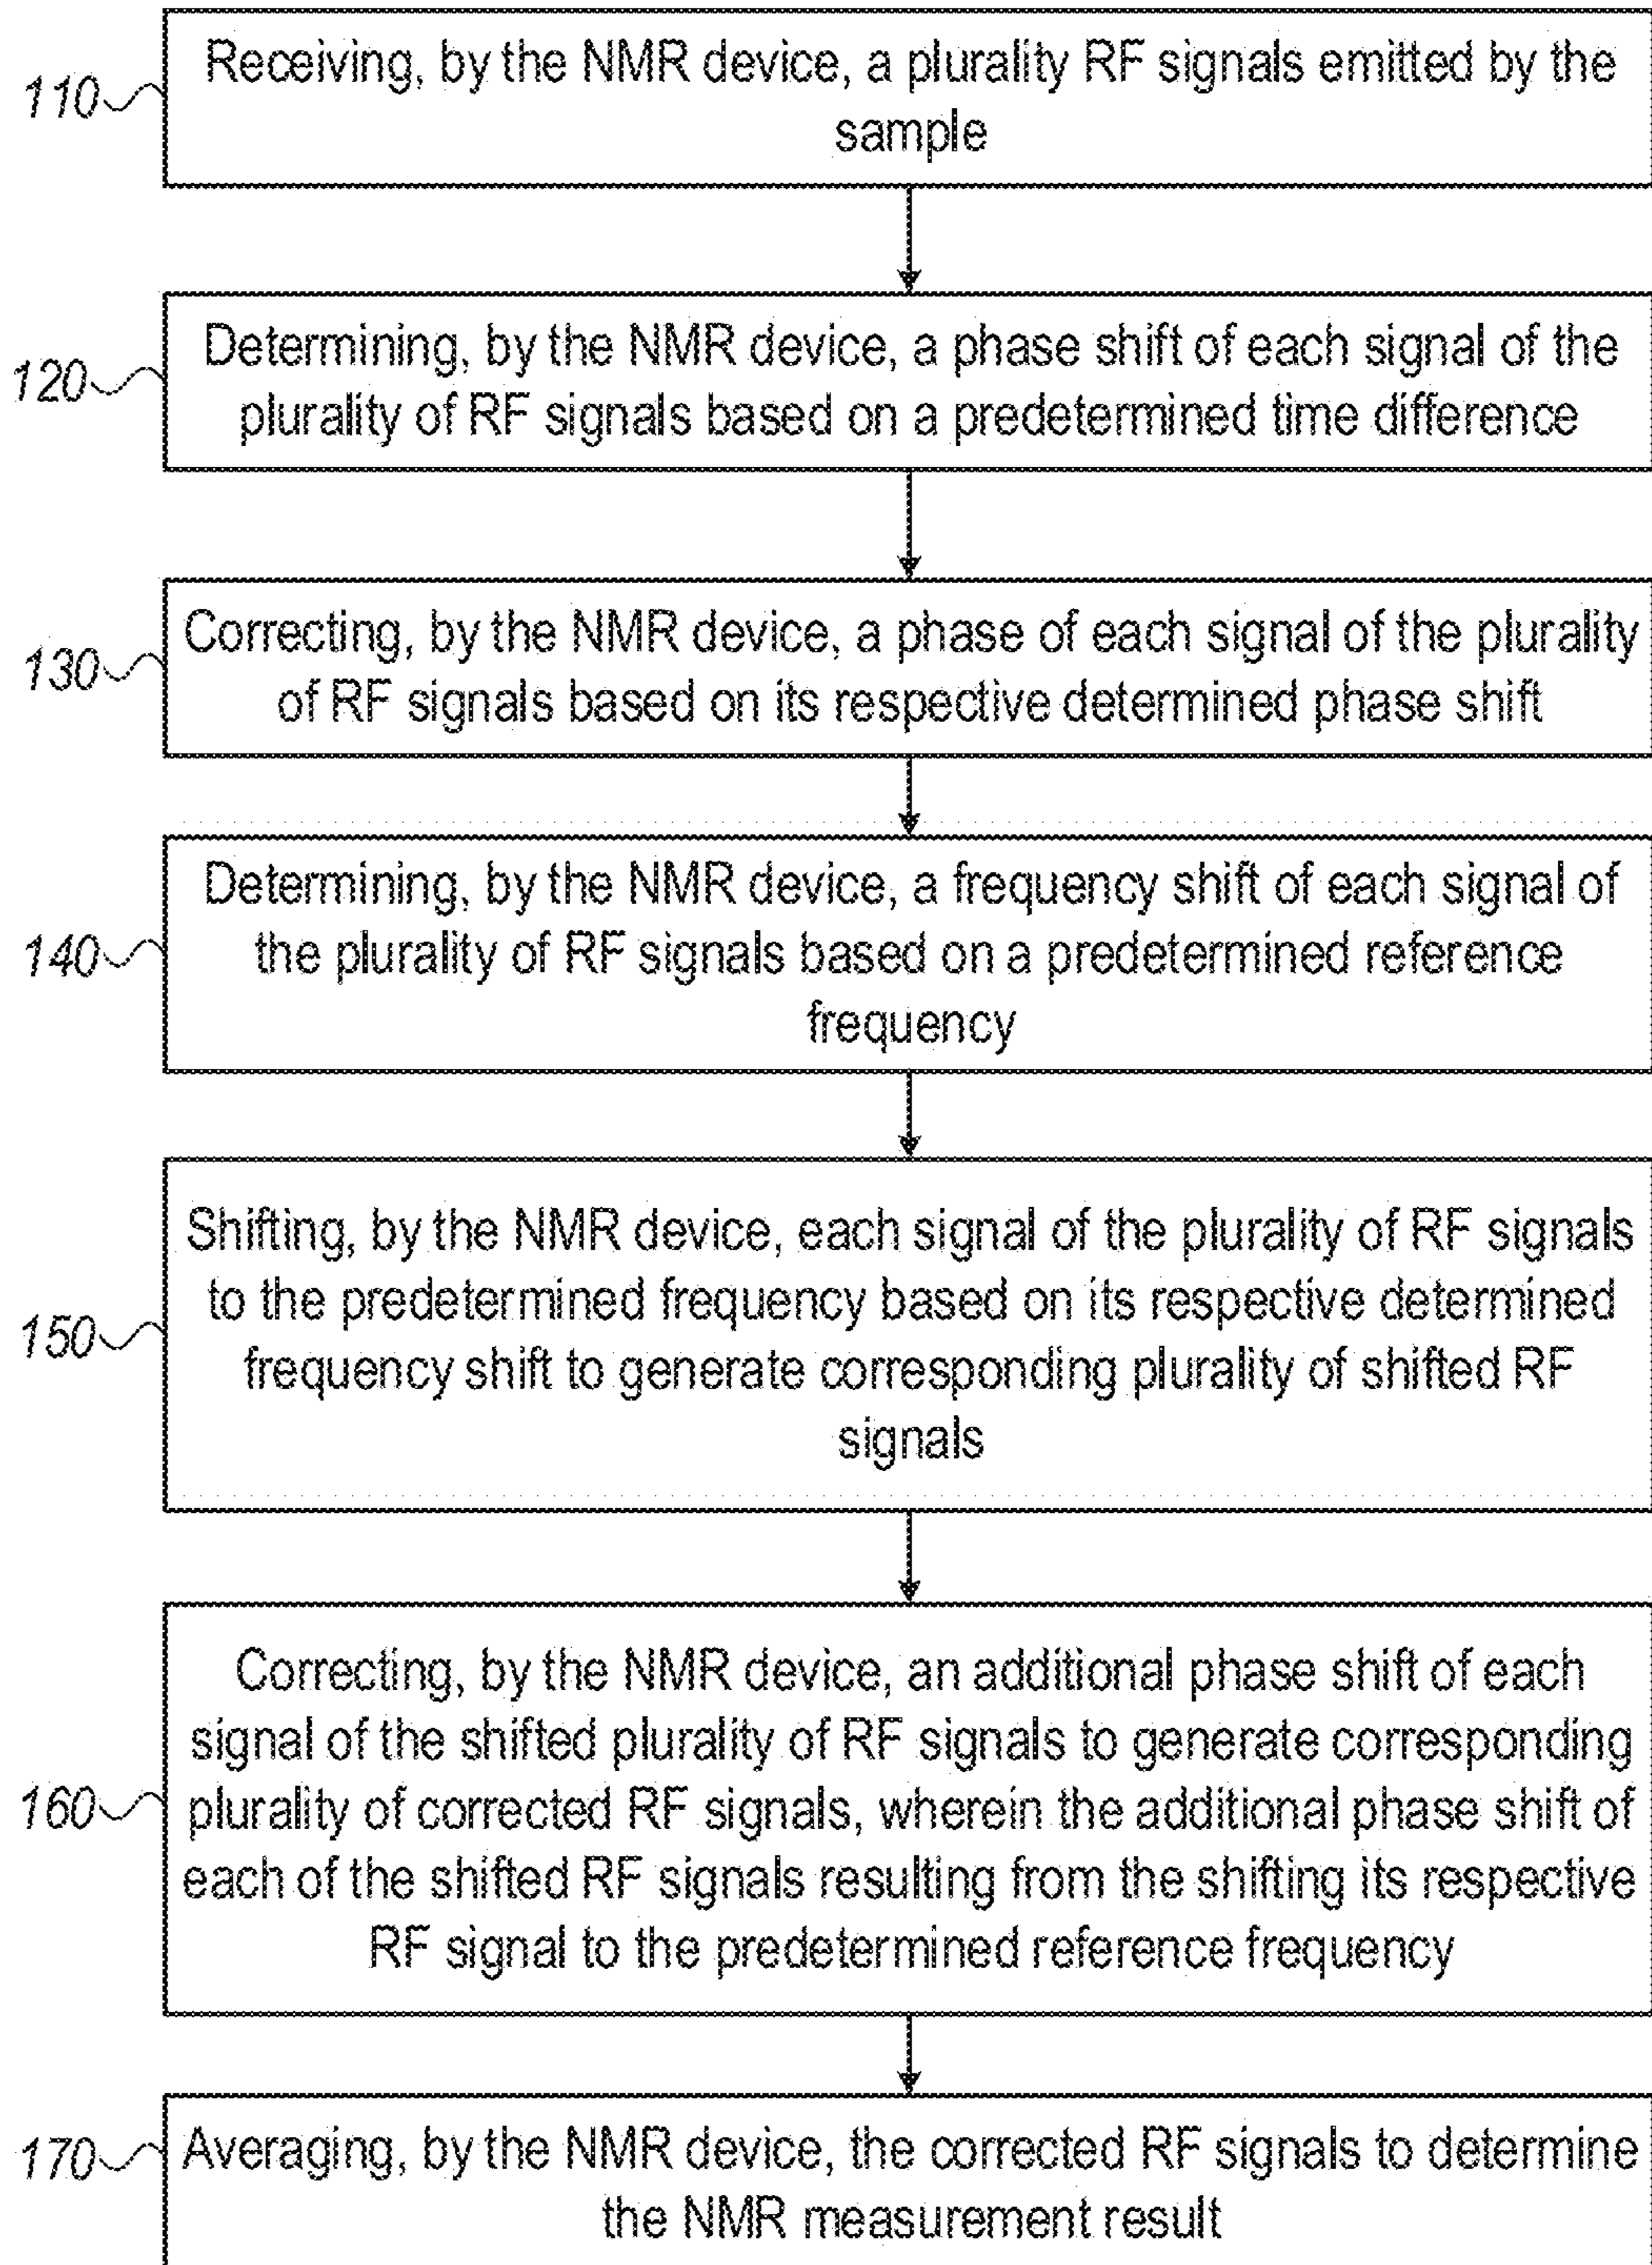 110
Receiving, by the NMR device, a plurality RF signals emitted by the
sample
120
Determining, by the NMR device, a phase shift of each signal of the
plurality of RF signals based on a predetermined time difference
130
Correcting, by the NMR device, a phase of each signal of the plurality
of RF signals based on its respective determined phase shift
140
Determining, by the NMR device, a frequency shift of each signal of
the plurality of RF signals based on a predetermined reference
frequency
150
Shifting, by the NMR device, each signal of the plurality of RF signals
to the predetermined frequency based on its respective determined
frequency shift to generate corresponding plurality of shifted RF
signals
160
Correcting, by the NMR device, an additional phase shift of each
signal of the shifted plurality of RF signals to generate corresponding
plurality of corrected RF signals, wherein the additional phase shift of
each of the shifted RF signals resulting from the shifting its respective
RF signal to the predetermined reference frequency
170
Averaging, by the NMR device, the corrected RF signals to determine
the NMR measurement result